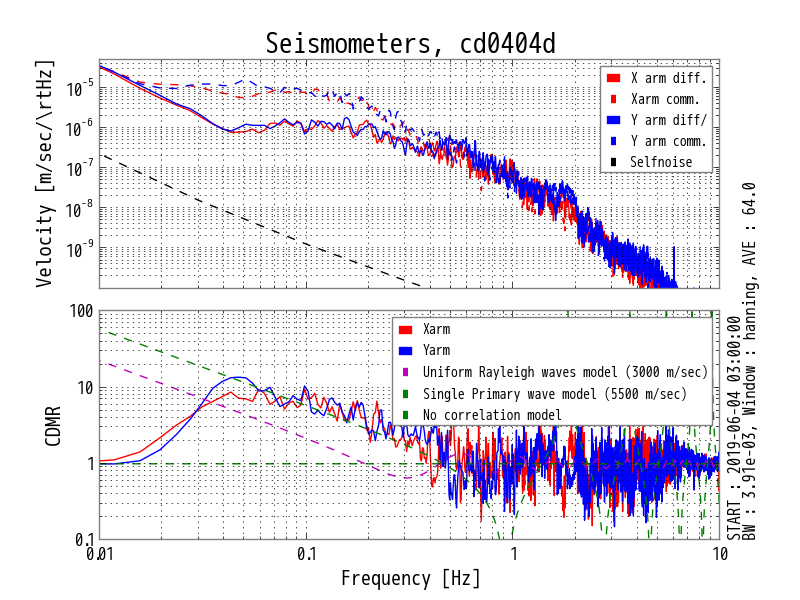 Seismometers, cd0404d
Velocity [m/sec/\rtHz]
10-5
10-6
10-7
10-8
10-9
X arm diff.
Xarm comm.
Y arm diff/
Y arm comm.
Selfnoise
CDMR
100
10
1
0.1
Xarm
Yarm
Uniform Rayleigh waves model (3000 m/sec)
Single Primary wave model (5500 m/sec)
No correlation model
0.01
0.1
1
10
Frequency [Hz]
START : 2019-06-04 03:00:00
BW : 3.91e-03, Window : hanning, AVE : 64.0